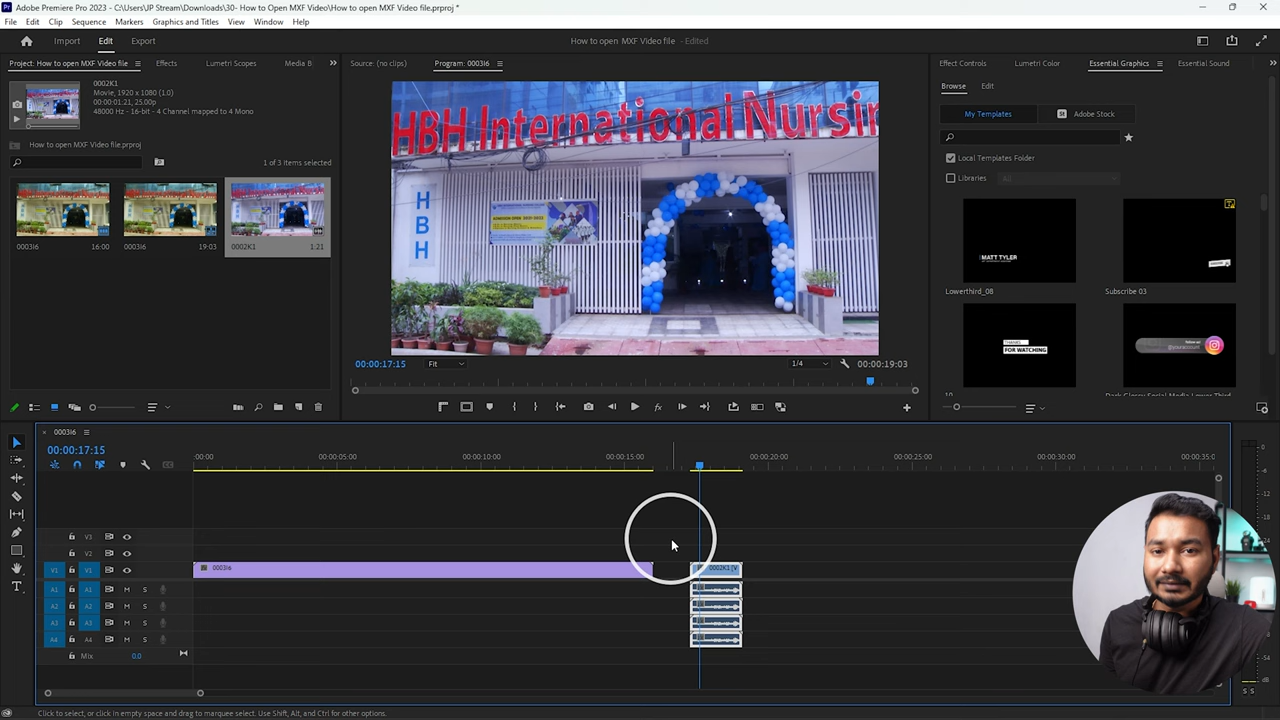 Adobe Premiere Pro 2023 - C:\Users\JP Stream\Downloads\30- How to Open MXF Video\How to open MXF Video file.prproj *
File Edit Clip Sequence Markers Graphics and Titles View Window Help
Import Edit Export
How to open MXF Video file - Edited
Project: How to open MXF Video file Effects Lumetri Scopes Media B
Source: (no clips) Program: 0003I6
Effect Controls Lumetri Color Essential Graphics Essential Sound
0002K1
Movie, 1920 x 1080 (1.0)
00:00:01:21, 25.00p
48000 Hz - 16-bit - 4 Channel mapped to 4 Mono
How to open MXF Video file.prproj
1 of 3 items selected
0003I6 16:00
0003I6 19:03
0002K1 1:21
HBH International Nursin
H
B
H
00:00:17:15 Fit 1/4 00:00:19:03
Browse Edit
My Templates Adobe Stock
Local Templates Folder
Libraries All
MATT TYLER
Lowerthird_08
Subscribe 03
FOR WATCHING
0003I6
00:00:17:15
:00:00 00:00:05:00 00:00:10:00 00:00:15:00 00:00:20:00 00:00:25:00 00:00:30:00 00:00:35:0
V3
V2
V1 V1 0003I6 0002K1 [V
A1 A1 M S
A2 A2 M S
A3 A3 M S
A4 A4 M S
Mix 0.0
S S
Click to select, or click in empty space and drag to marquee select. Use Shift, Alt, and Ctrl for other options.